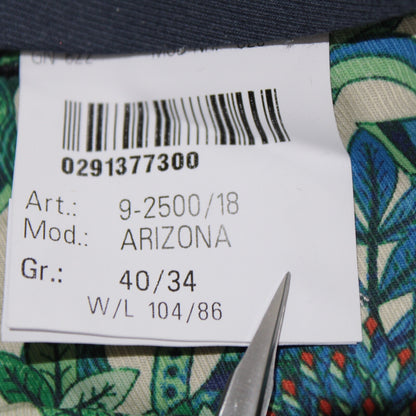 0291377300
Art.: 9-2500/18
Mod.: ARIZONA
Gr.: 40/34
W/L 104/86